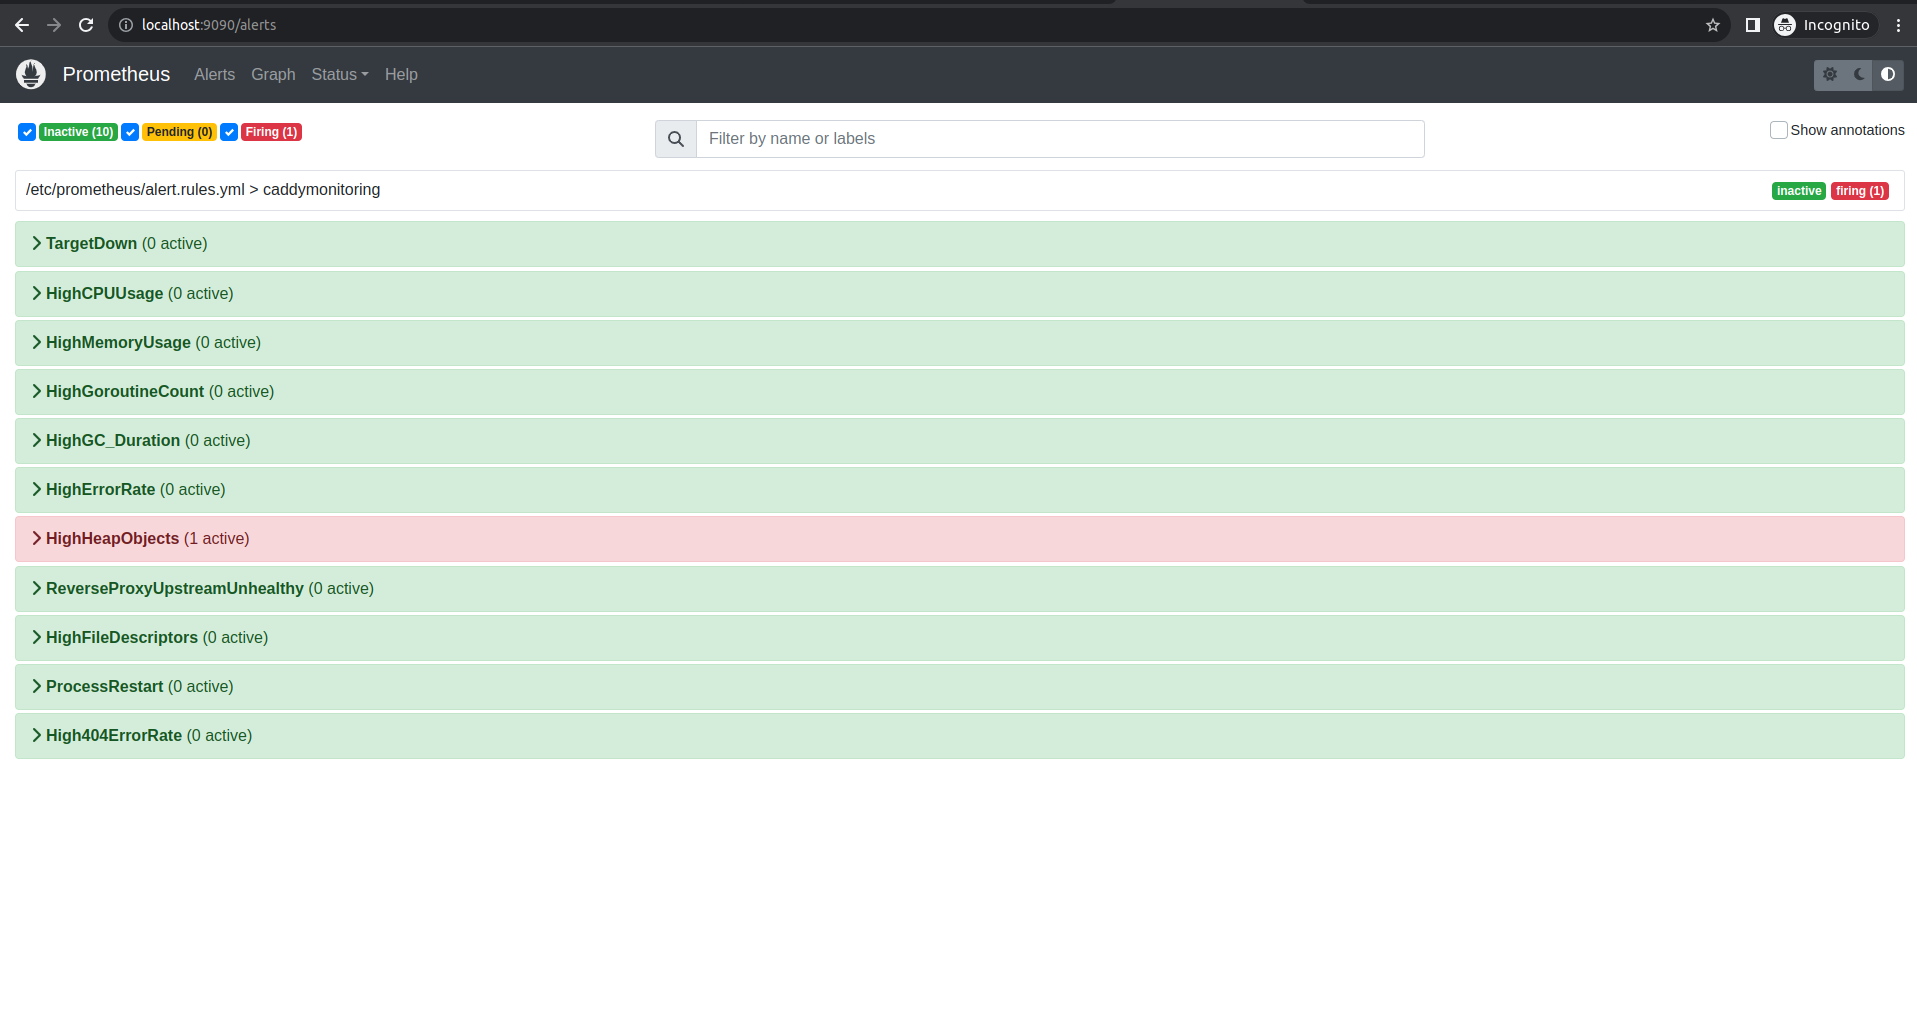 localhost:9090/alerts
Incognito
Prometheus Alerts Graph Status Help
Inactive (10) Pending (0) Firing (1)
Filter by name or labels
Show annotations
/etc/prometheus/alert.rules.yml > caddymonitoring
inactive firing (1)
TargetDown (0 active)
HighCPUUsage (0 active)
HighMemoryUsage (0 active)
HighGoroutineCount (0 active)
HighGC_Duration (0 active)
HighErrorRate (0 active)
HighHeapObjects (1 active)
ReverseProxyUpstreamUnhealthy (0 active)
HighFileDescriptors (0 active)
ProcessRestart (0 active)
High404ErrorRate (0 active)